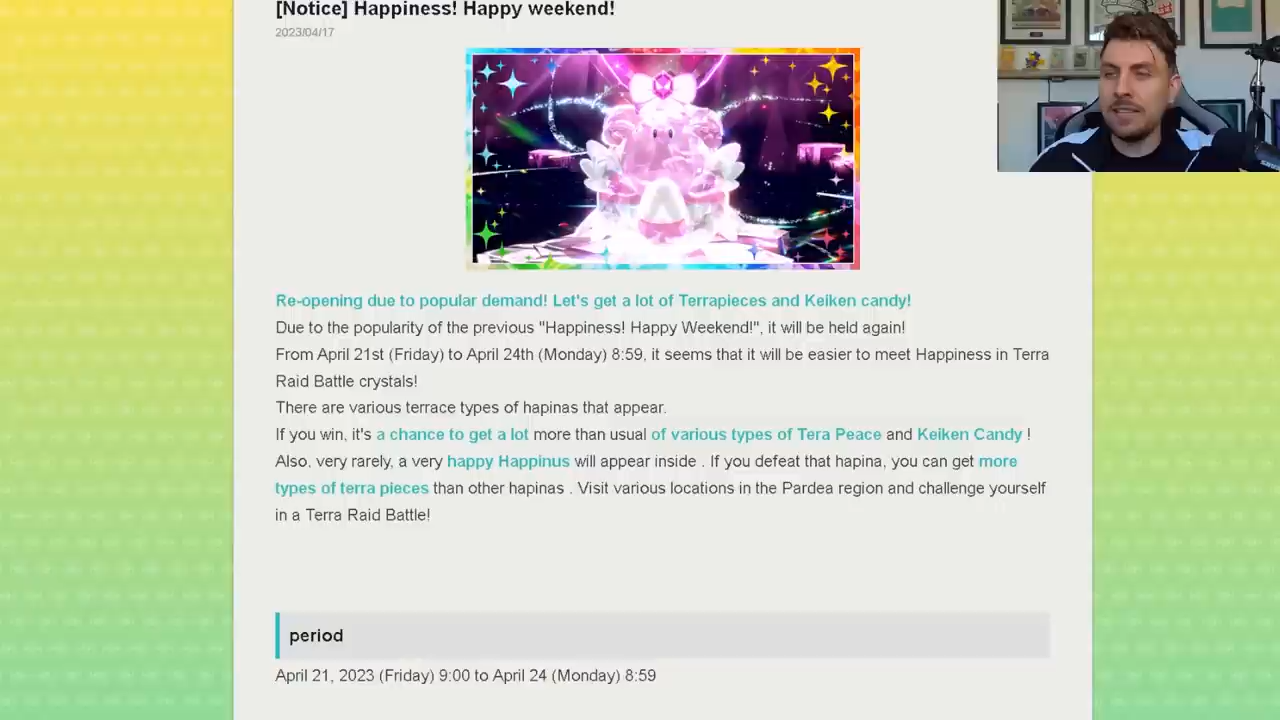 [Notice] Happiness! Happy weekend!
2023/04/17
Re-opening due to popular demand! Let's get a lot of Terrapieces and Keiken candy!
Due to the popularity of the previous "Happiness! Happy Weekend!", it will be held again!
From April 21st (Friday) to April 24th (Monday) 8:59, it seems that it will be easier to meet Happiness in Terra
Raid Battle crystals!
There are various terrace types of hapinas that appear.
If you win, it's a chance to get a lot more than usual of various types of Tera Peace and Keiken Candy !
Also, very rarely, a very happy Happinus will appear inside . If you defeat that hapina, you can get more
types of terra pieces than other hapinas . Visit various locations in the Pardea region and challenge yourself
in a Terra Raid Battle!
period
April 21, 2023 (Friday) 9:00 to April 24 (Monday) 8:59